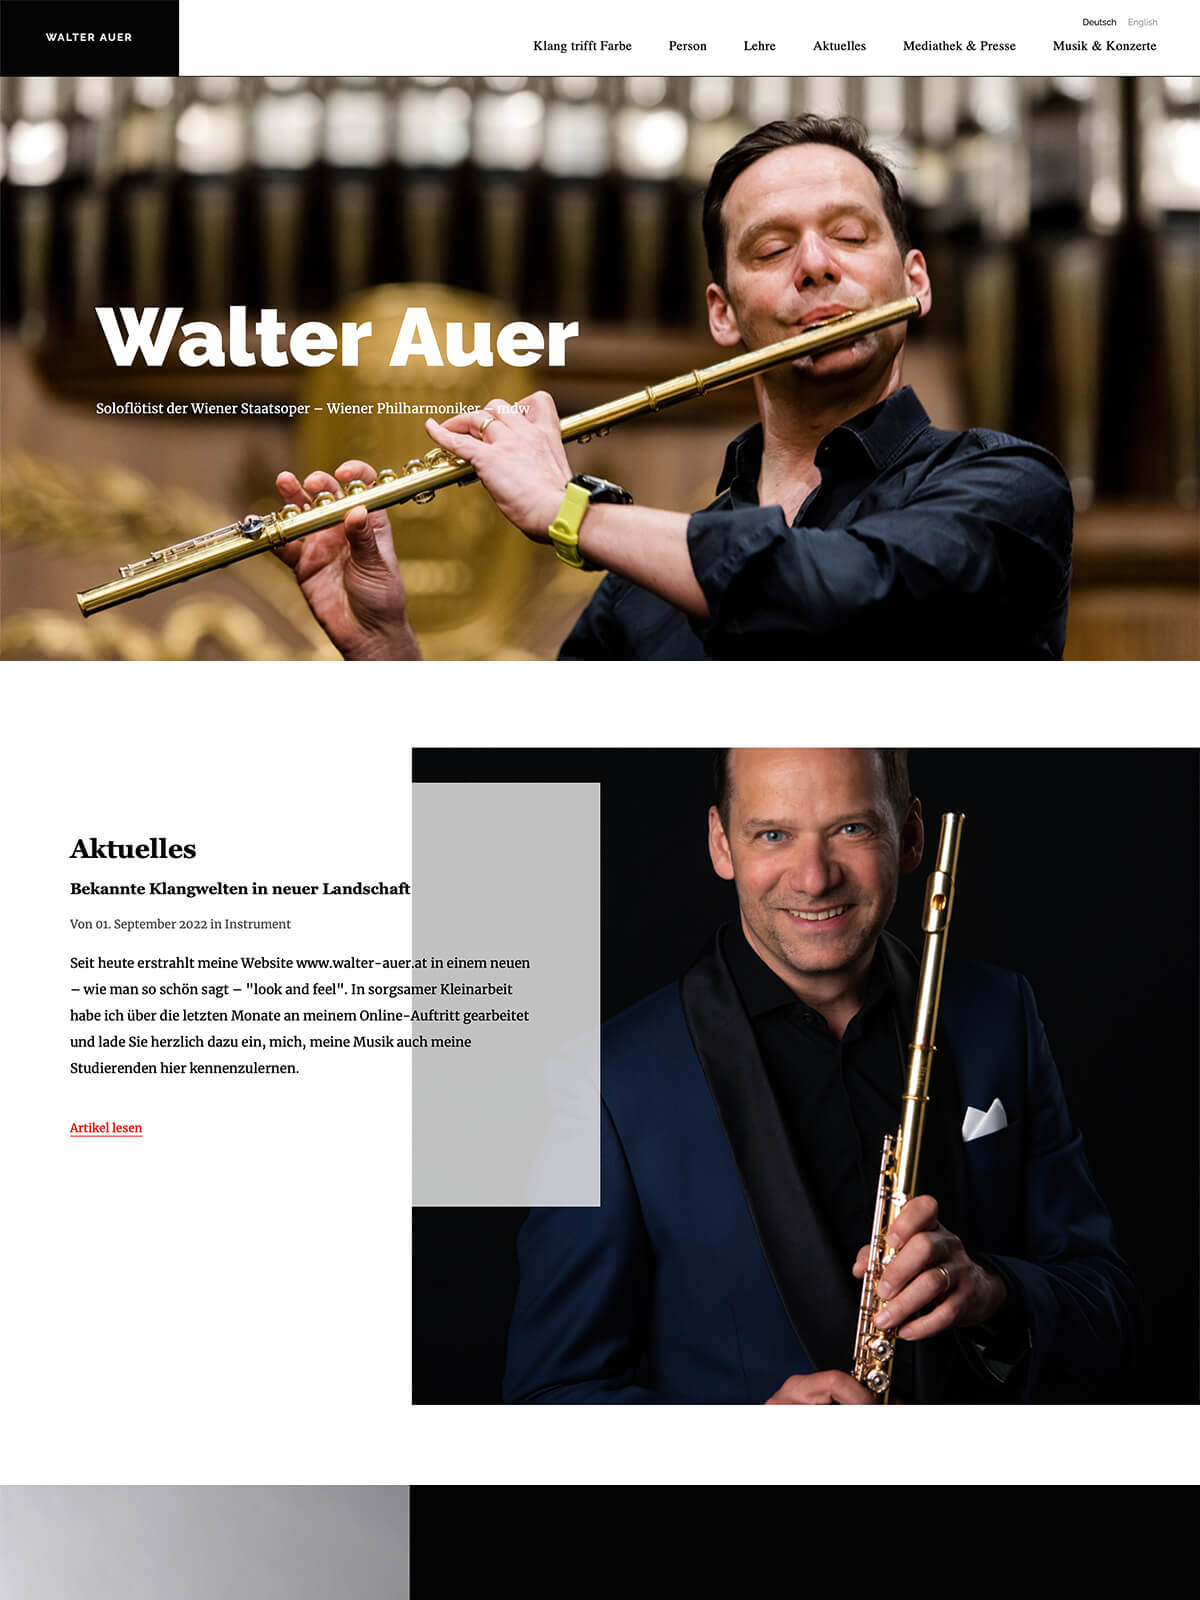 WALTER AUER
Deutsch English
Klang trifft Farbe Person Lehre Aktuelles Mediathek & Presse Musik & Konzerte
Walter Auer
Soloflötist der Wiener Staatsoper – Wiener Philharmoniker – mdw
Aktuelles
Bekannte Klangwelten in neuer Landschaft
Von 01. September 2022 in Instrument
Seit heute erstrahlt meine Website www.walter-auer.at in einem neuen
– wie man so schön sagt – "look and feel". In sorgsamer Kleinarbeit
habe ich über die letzten Monate an meinem Online-Auftritt gearbeitet
und lade Sie herzlich dazu ein, mich, meine Musik auch meine
Studierenden hier kennenzulernen.
Artikel lesen